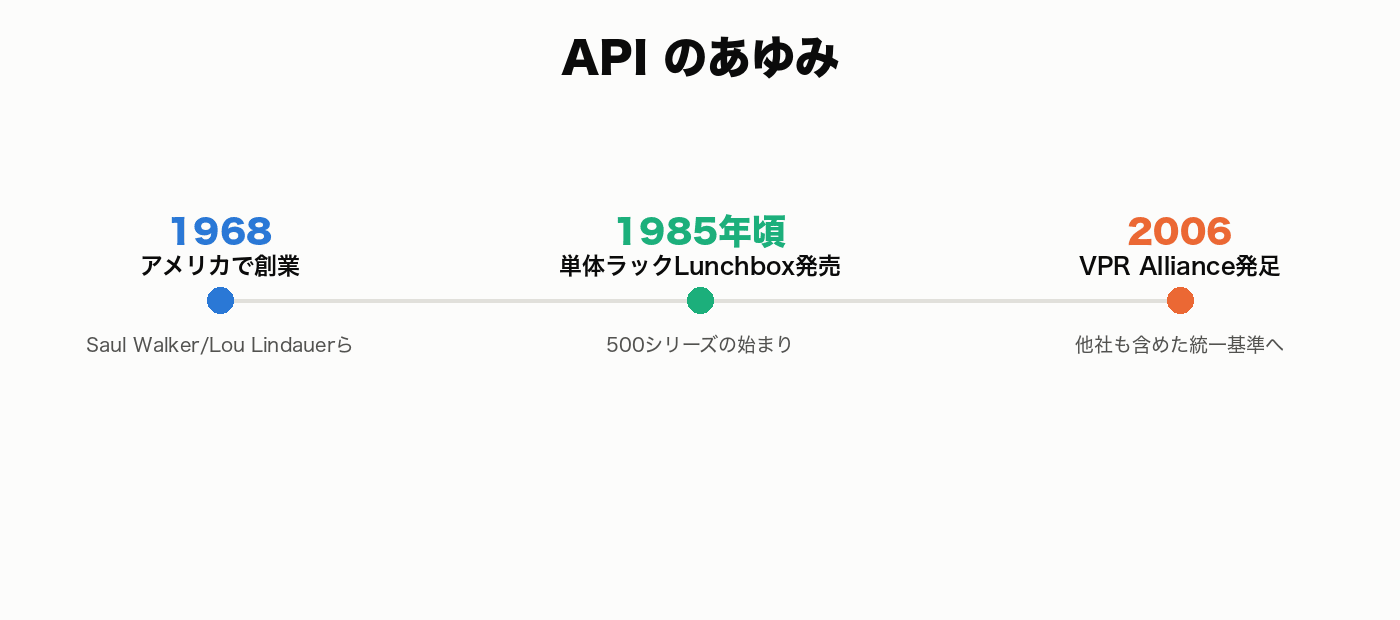 API のあゆみ
1968
アメリカで創業
Saul Walker/Lou Lindauerら
1985年頃
単体ラックLunchbox発売
500シリーズの始まり
2006
VPR Alliance発足
他社も含めた統一基準へ